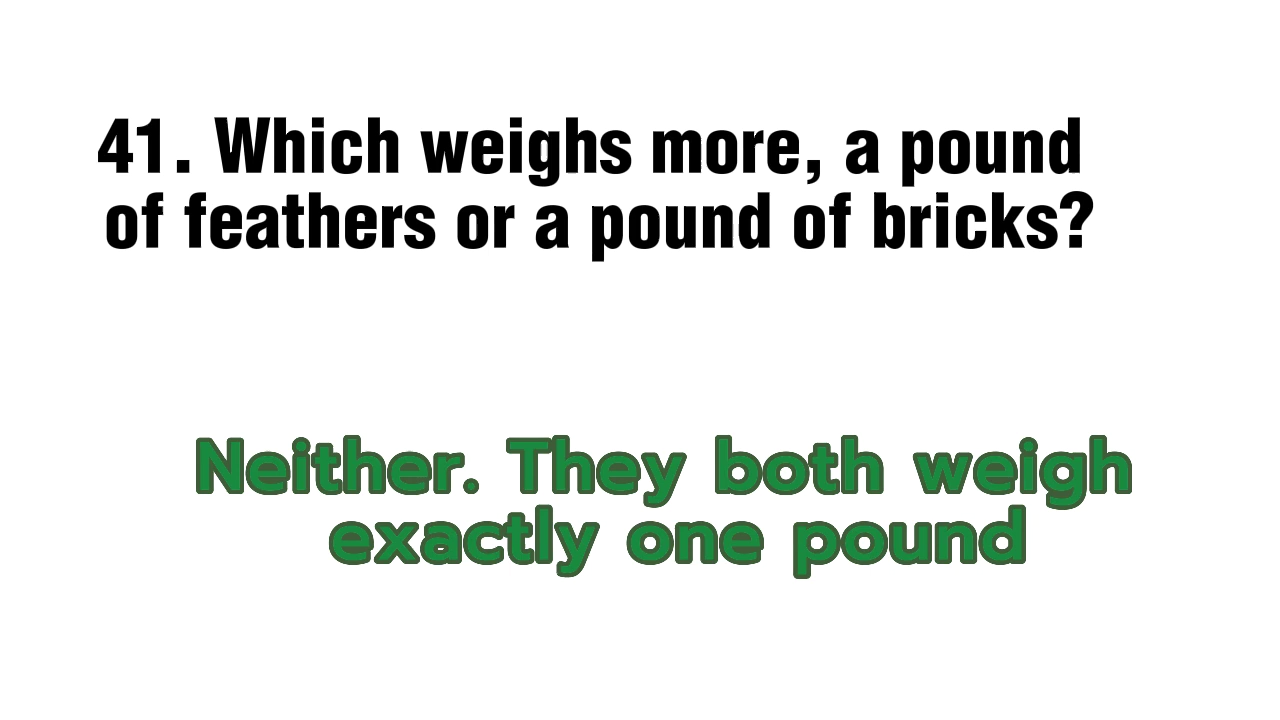 41. Which weighs more, a pound
of feathers or a pound of bricks?
Neither. They both weigh
exactly one pound